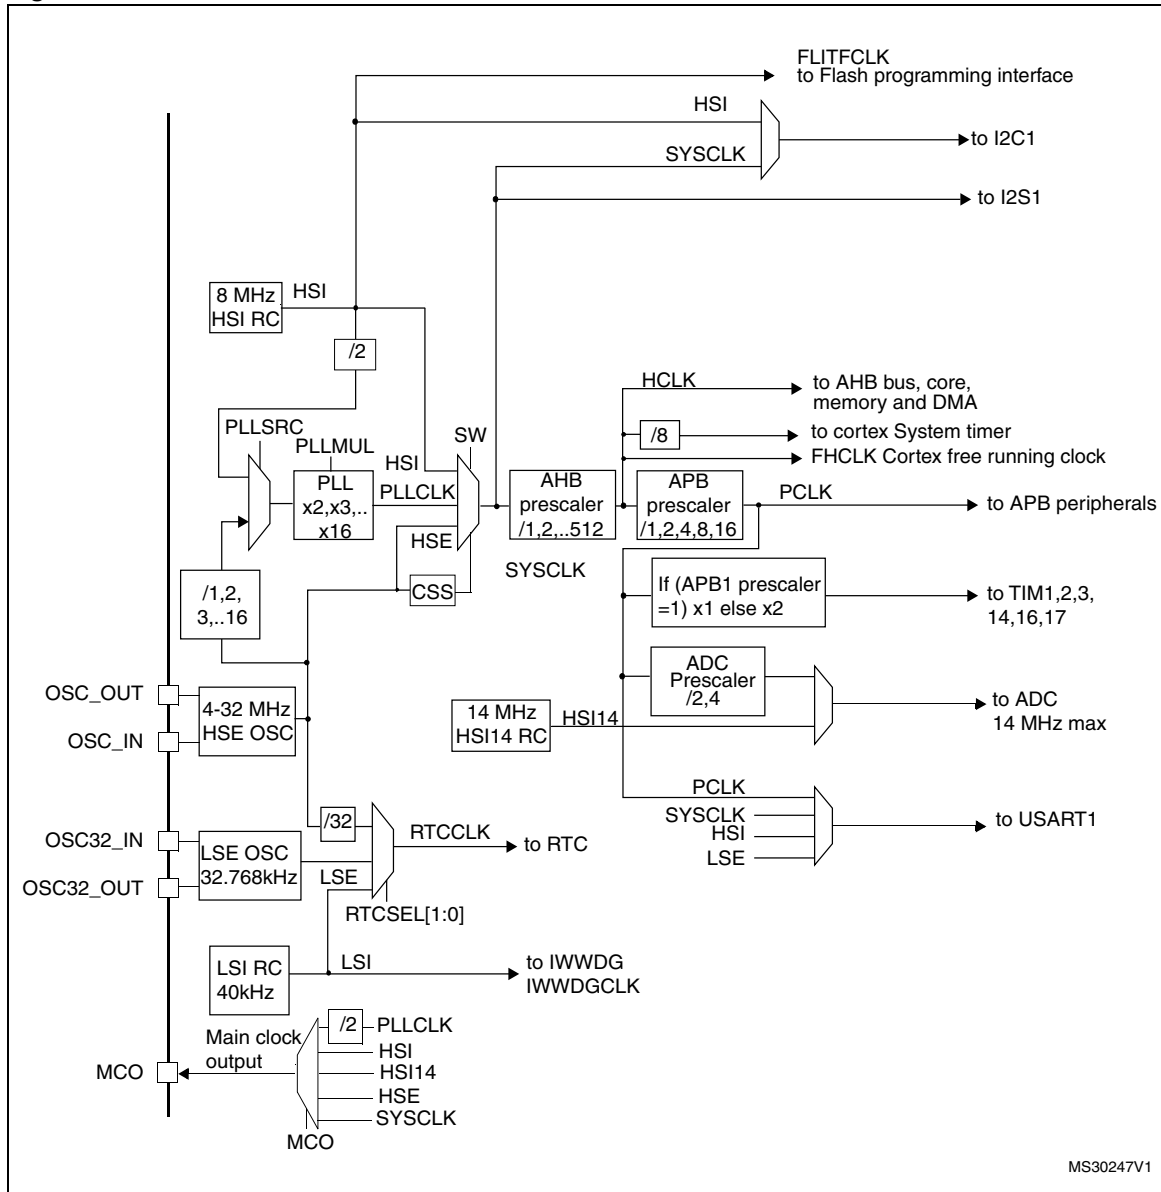 FLITFCLK
to Flash programming interface
HSI
to I2C1
SYSCLK
to I2S1
8 MHz
HSI RC
HSI
/2
HCLK
to AHB bus, core,
memory and DMA
/8
to cortex System timer
FHCLK Cortex free running clock
PLLSRC
PLLMUL
PLL
x2,x3,..
x16
SW
HSI
PLLCLK
HSE
AHB
prescaler
/1,2,..512
APB
prescaler
/1,2,4,8,16
PCLK
to APB peripherals
SYSCLK
CSS
/1,2,
3,..16
If (APB1 prescaler
=1) x1 else x2
to TIM1,2,3,
14,16,17
ADC
Prescaler
/2,4
OSC_OUT
OSC_IN
4-32 MHz
HSE OSC
14 MHz
HSI14 RC
HSI14
to ADC
14 MHz max
PCLK
SYSCLK
HSI
LSE
to USART1
/32
OSC32_IN
OSC32_OUT
LSE OSC
32.768kHz
LSE
RTCCLK
to RTC
RTCSEL[1:0]
LSI RC
40kHz
LSI
to IWWDG
IWWDGCLK
/2
PLLCLK
HSI
HSI14
HSE
SYSCLK
Main clock
output
MCO
MCO
MS30247V1